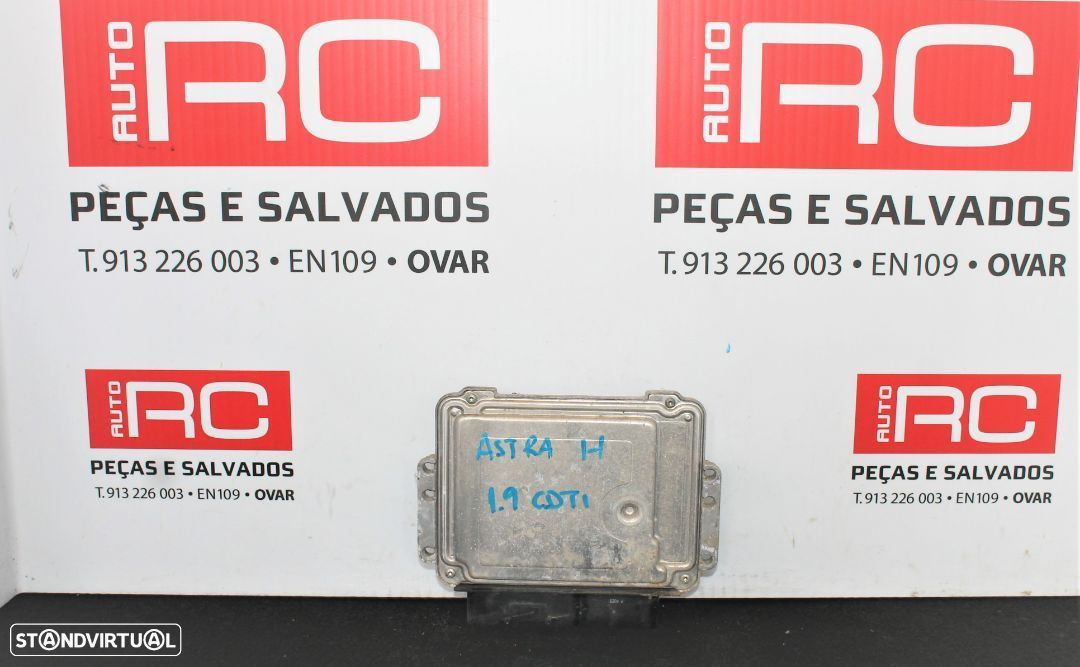 AUTO RC
PEÇAS E SALVADOS
T. 913 226 003 • EN109 • OVAR
AUTO RC
PEÇAS E SALVADOS
T. 913 226 003 • EN109 • OVAR
AUTO RC
PEÇAS E SALVADOS
T. 913 226 003 • EN109 • OVAR
ASTRA H
1.9 CDTI
AUTO RC
PEÇAS E SALVADOS
T. 913 226 003 • EN109 • OVAR
STANDVIRTUAL